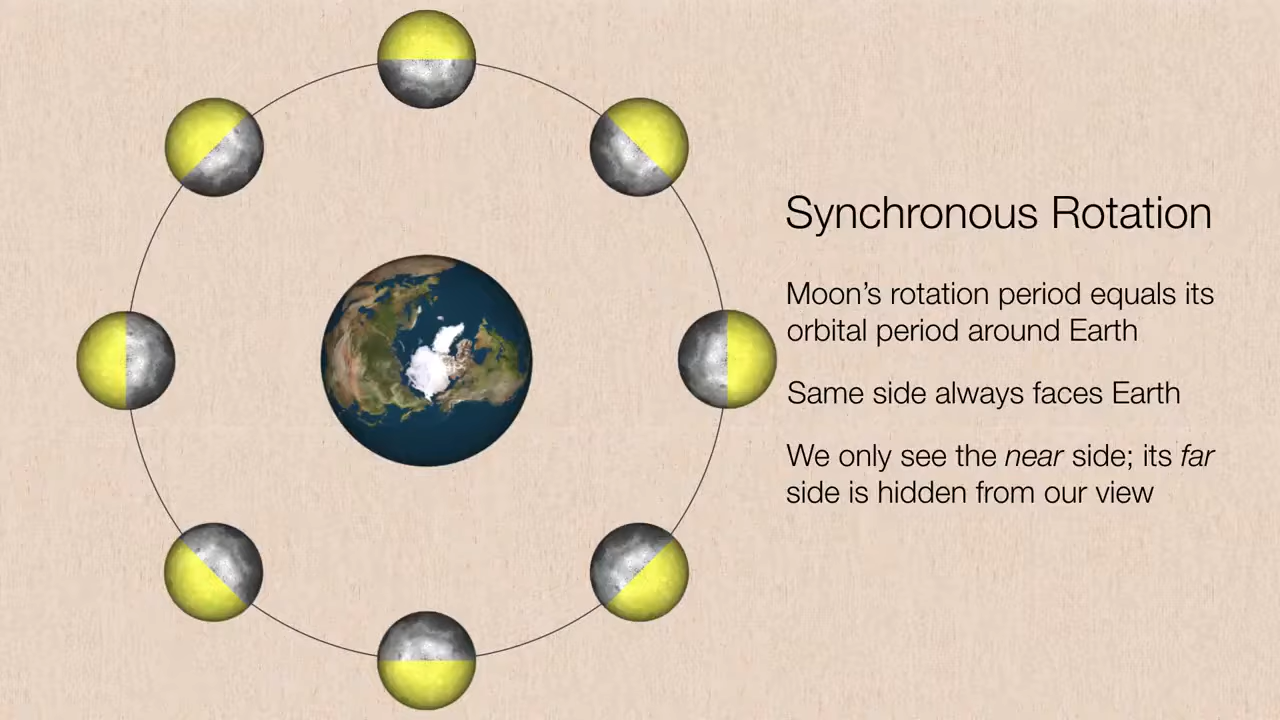 Synchronous Rotation
Moon’s rotation period equals its
orbital period around Earth
Same side always faces Earth
We only see the near side; its far
side is hidden from our view